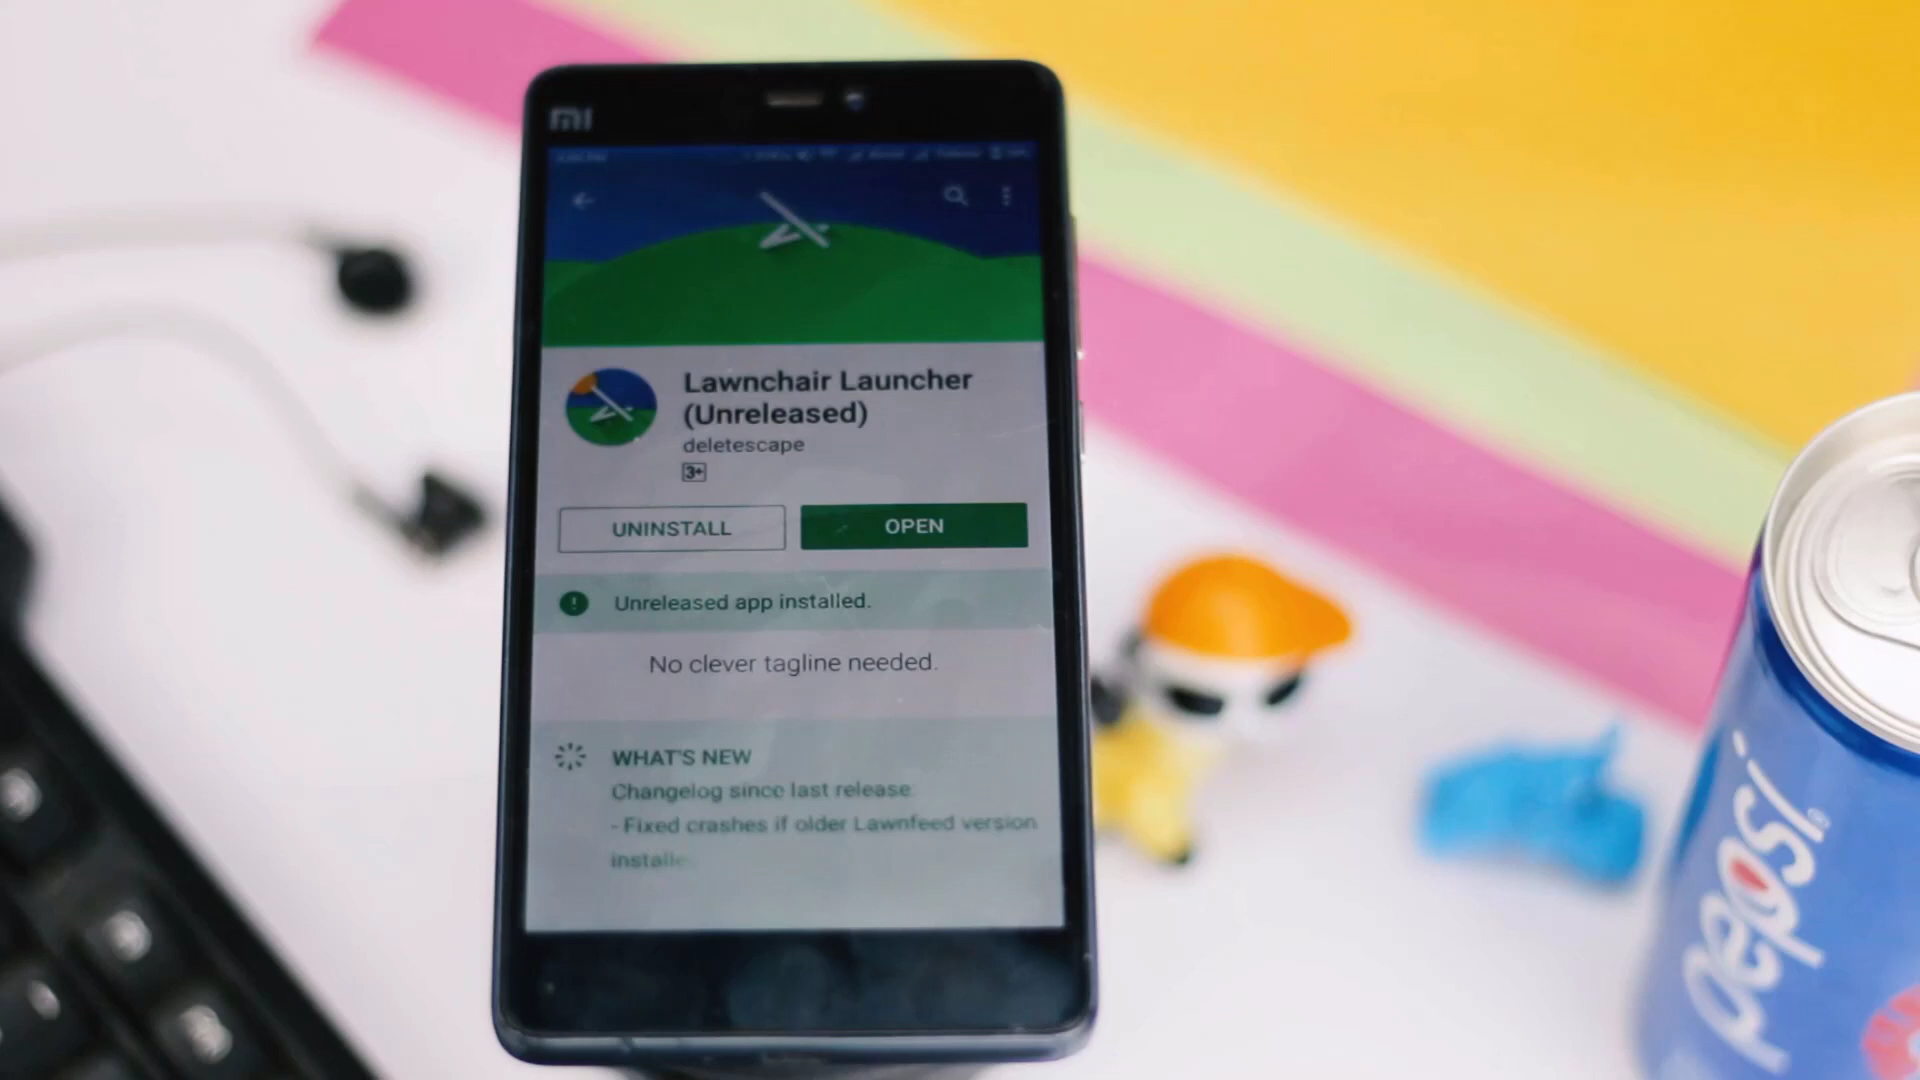 mi
Lawnchair Launcher
(Unreleased)
deletescape
3+
UNINSTALL
OPEN
Unreleased app installed.
No clever tagline needed.
WHAT'S NEW
Changelog since last release:
- Fixed crashes if older Lawnfeed version
pepsi®